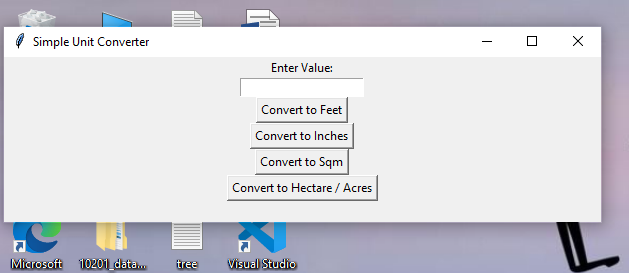 Simple Unit Converter
Enter Value:
Convert to Feet
Convert to Inches
Convert to Sqm
Convert to Hectare / Acres
Microsoft
10201_data...
tree
Visual Studio